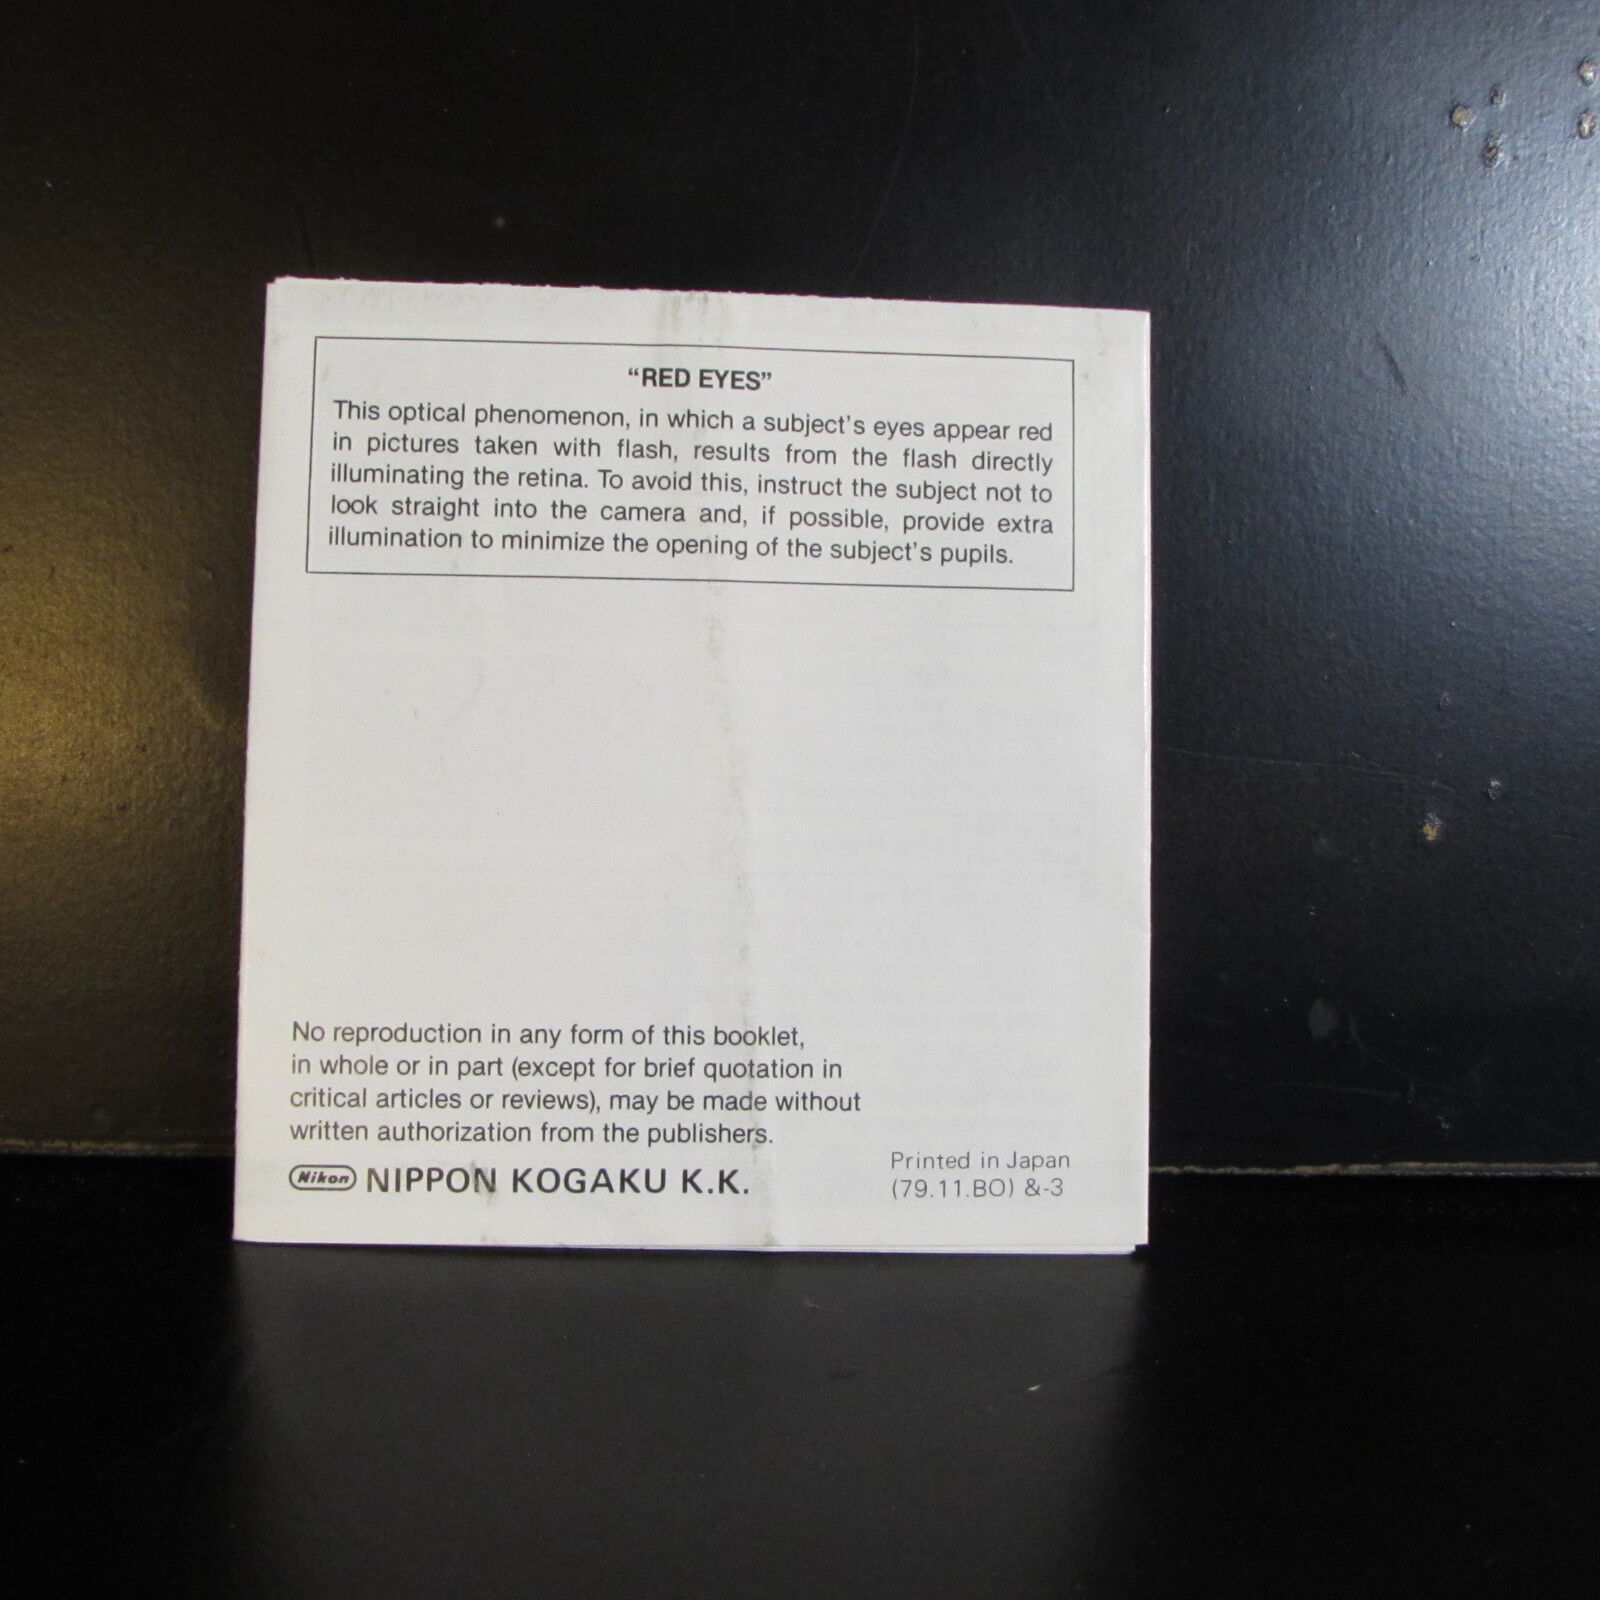 “RED EYES”
This optical phenomenon, in which a subject's eyes appear red
in pictures taken with flash, results from the flash directly
illuminating the retina. To avoid this, instruct the subject not to
look straight into the camera and, if possible, provide extra
illumination to minimize the opening of the subject's pupils.
No reproduction in any form of this booklet,
in whole or in part (except for brief quotation in
critical articles or reviews), may be made without
written authorization from the publishers.
Nikon NIPPON KOGAKU K.K.
Printed in Japan
(79.11.BO) &-3